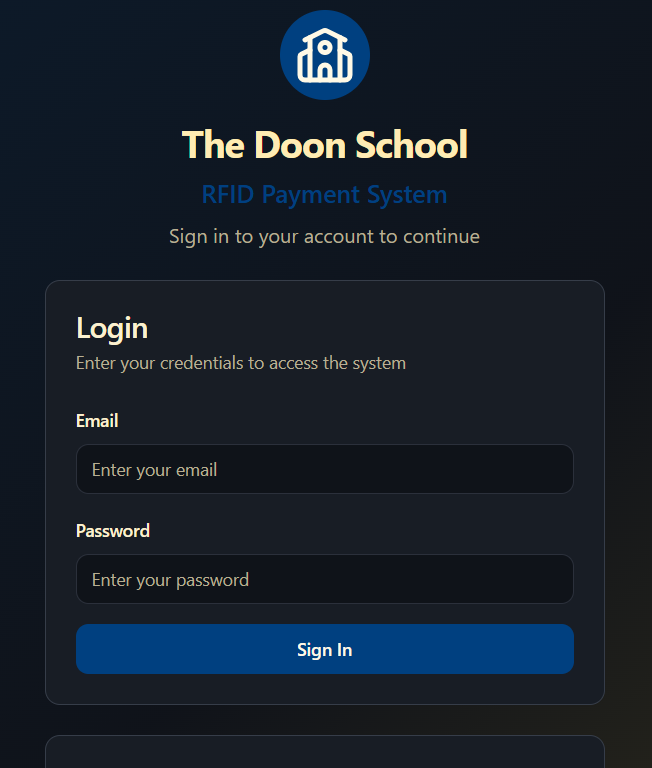 The Doon School
RFID Payment System
Sign in to your account to continue
Login
Enter your credentials to access the system
Email
Enter your email
Password
Enter your password
Sign In